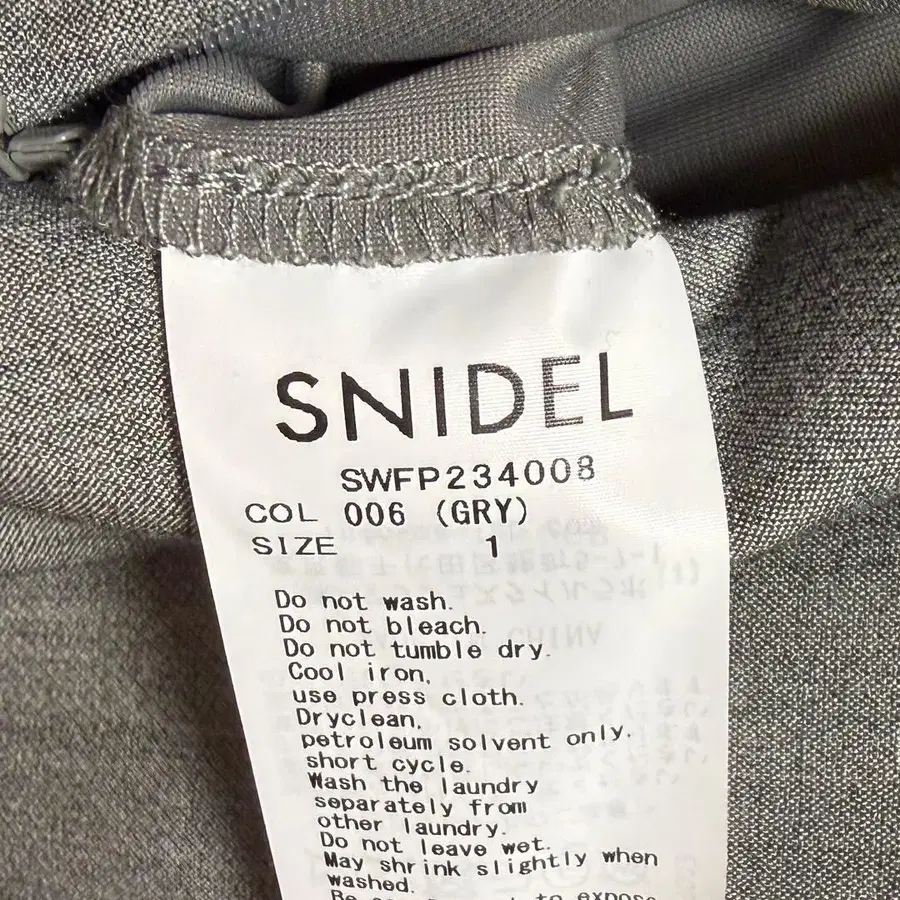 SNIDEL
SWFP234008
COL 006 (GRY)
SIZE 1
Do not wash.
Do not bleach.
Do not tumble dry.
Cool iron,
use press cloth.
Dryclean,
petroleum solvent only.
short cycle.
Wash the laundry
separately from
other laundry.
Do not leave wet.
May shrink slightly when
washed.
to expose